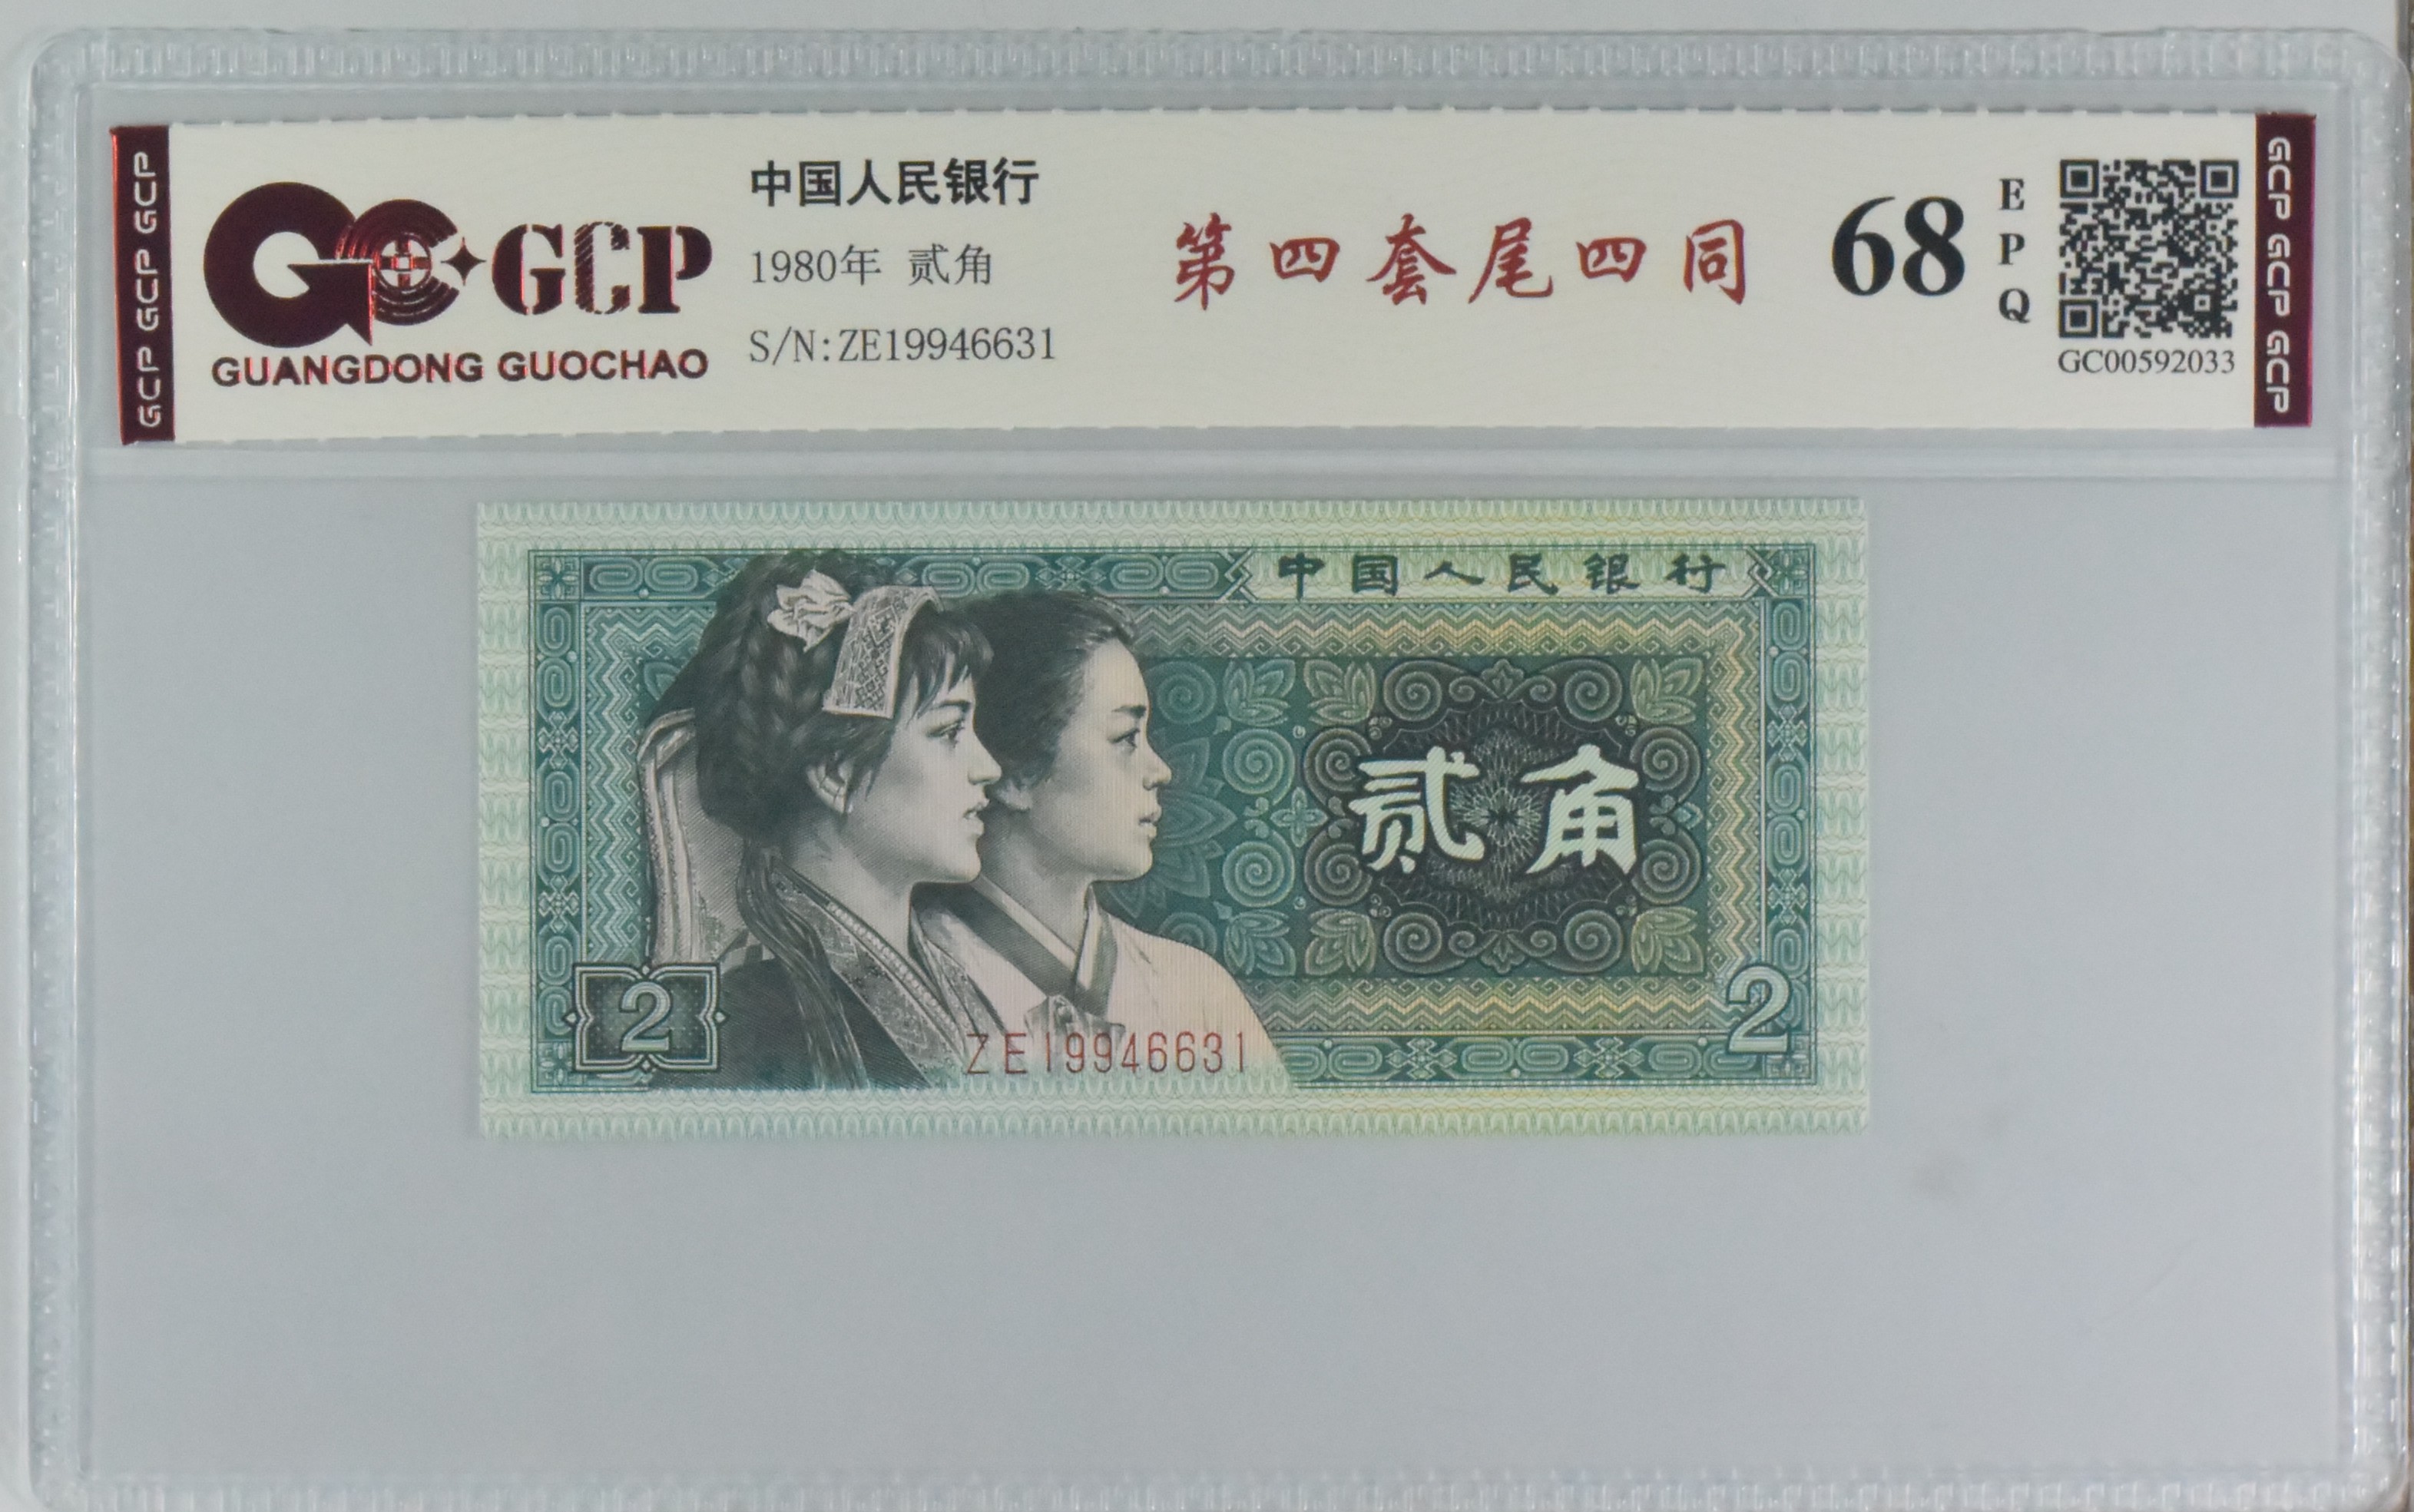 GCP GCP GCP
GCP
GUANGDONG GUOCHAO
中国人民银行
1980年 贰角
S/N:ZE19946631
第四套尾四同
68
EPQ
GC00592033
GCP GCP GCP
中国人民银行
贰角
2
ZE19946631
2